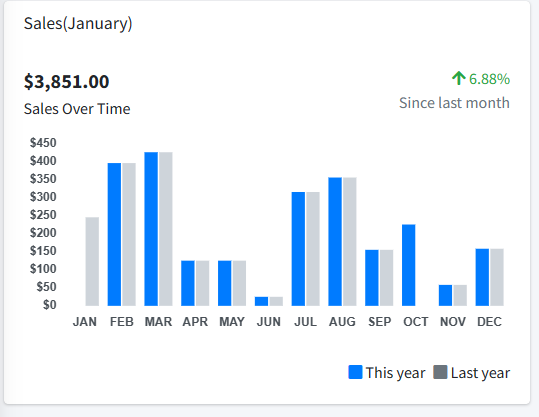 Sales(January)
$3,851.00
6.88%
Sales Over Time
Since last month
$450
$400
$350
$300
$250
$200
$150
$100
$50
$0
JAN FEB MAR APR MAY JUN JUL AUG SEP OCT NOV DEC
This year Last year